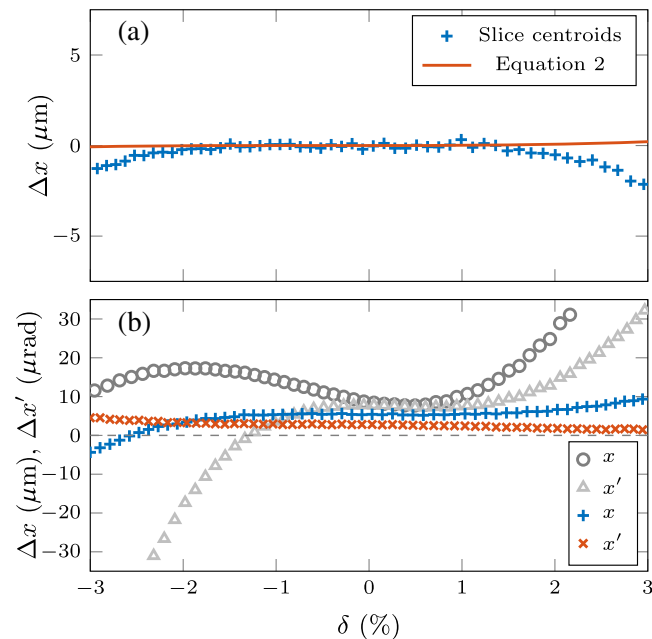 (a)
Slice centroids
Equation 2
5
0
−5
Δx (μm)
(b)
30
20
10
0
-10
-20
-30
Δx (μm), Δx′ (μrad)
x
x′
x
x′
−3
−2
−1
0
1
2
3
δ (%)